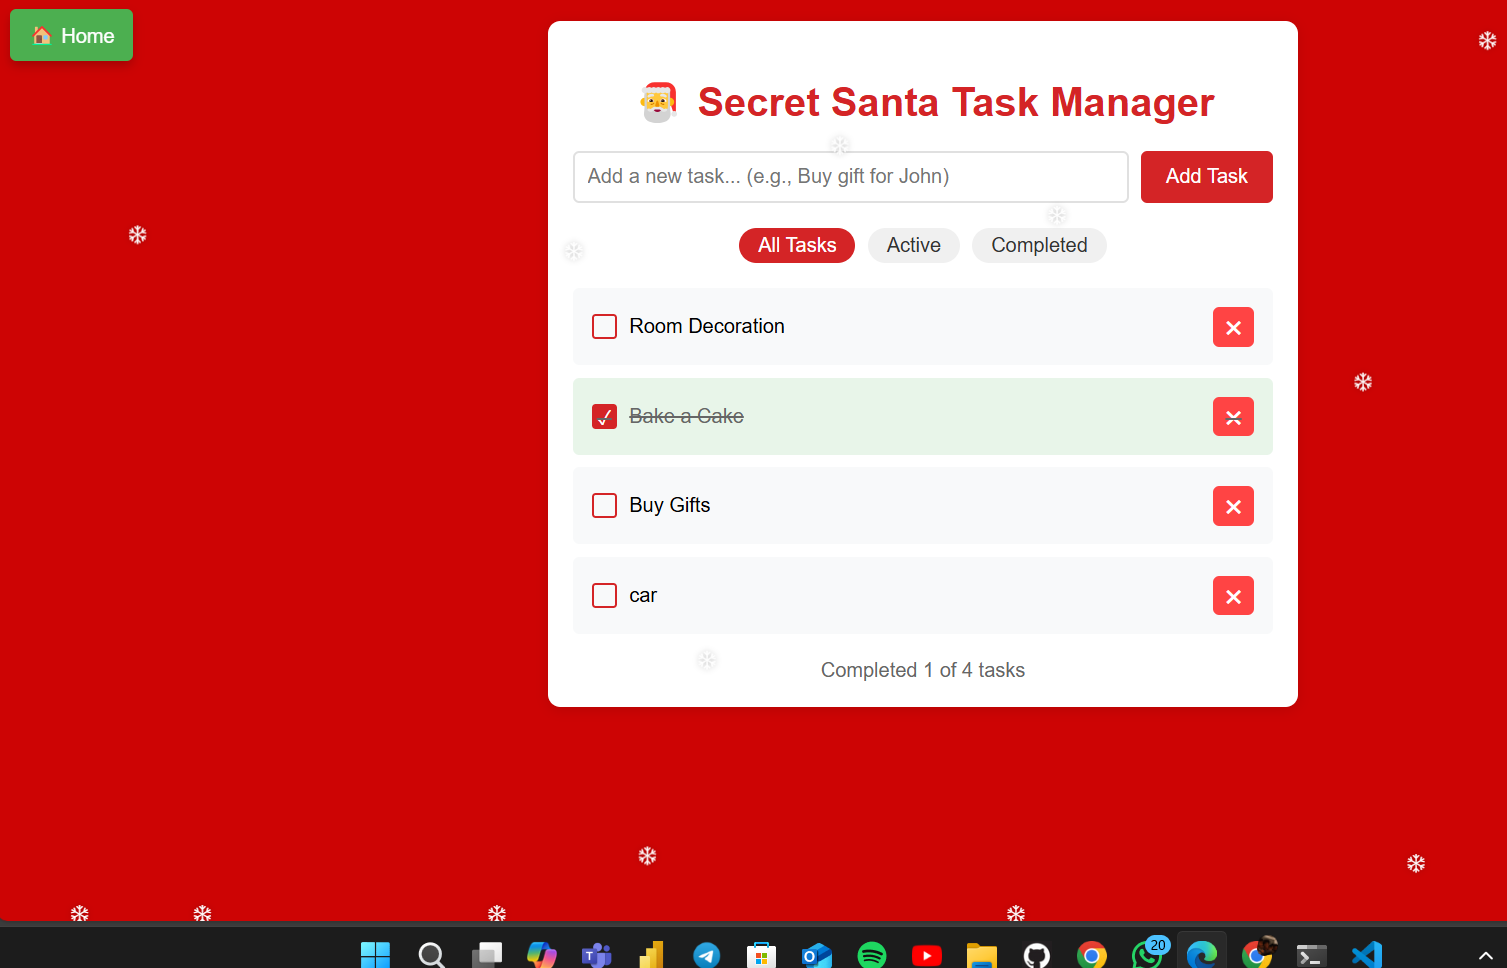 Home
Secret Santa Task Manager
Add a new task... (e.g., Buy gift for John)
Add Task
All Tasks
Active
Completed
Room Decoration
Bake a Cake
Buy Gifts
car
Completed 1 of 4 tasks
20